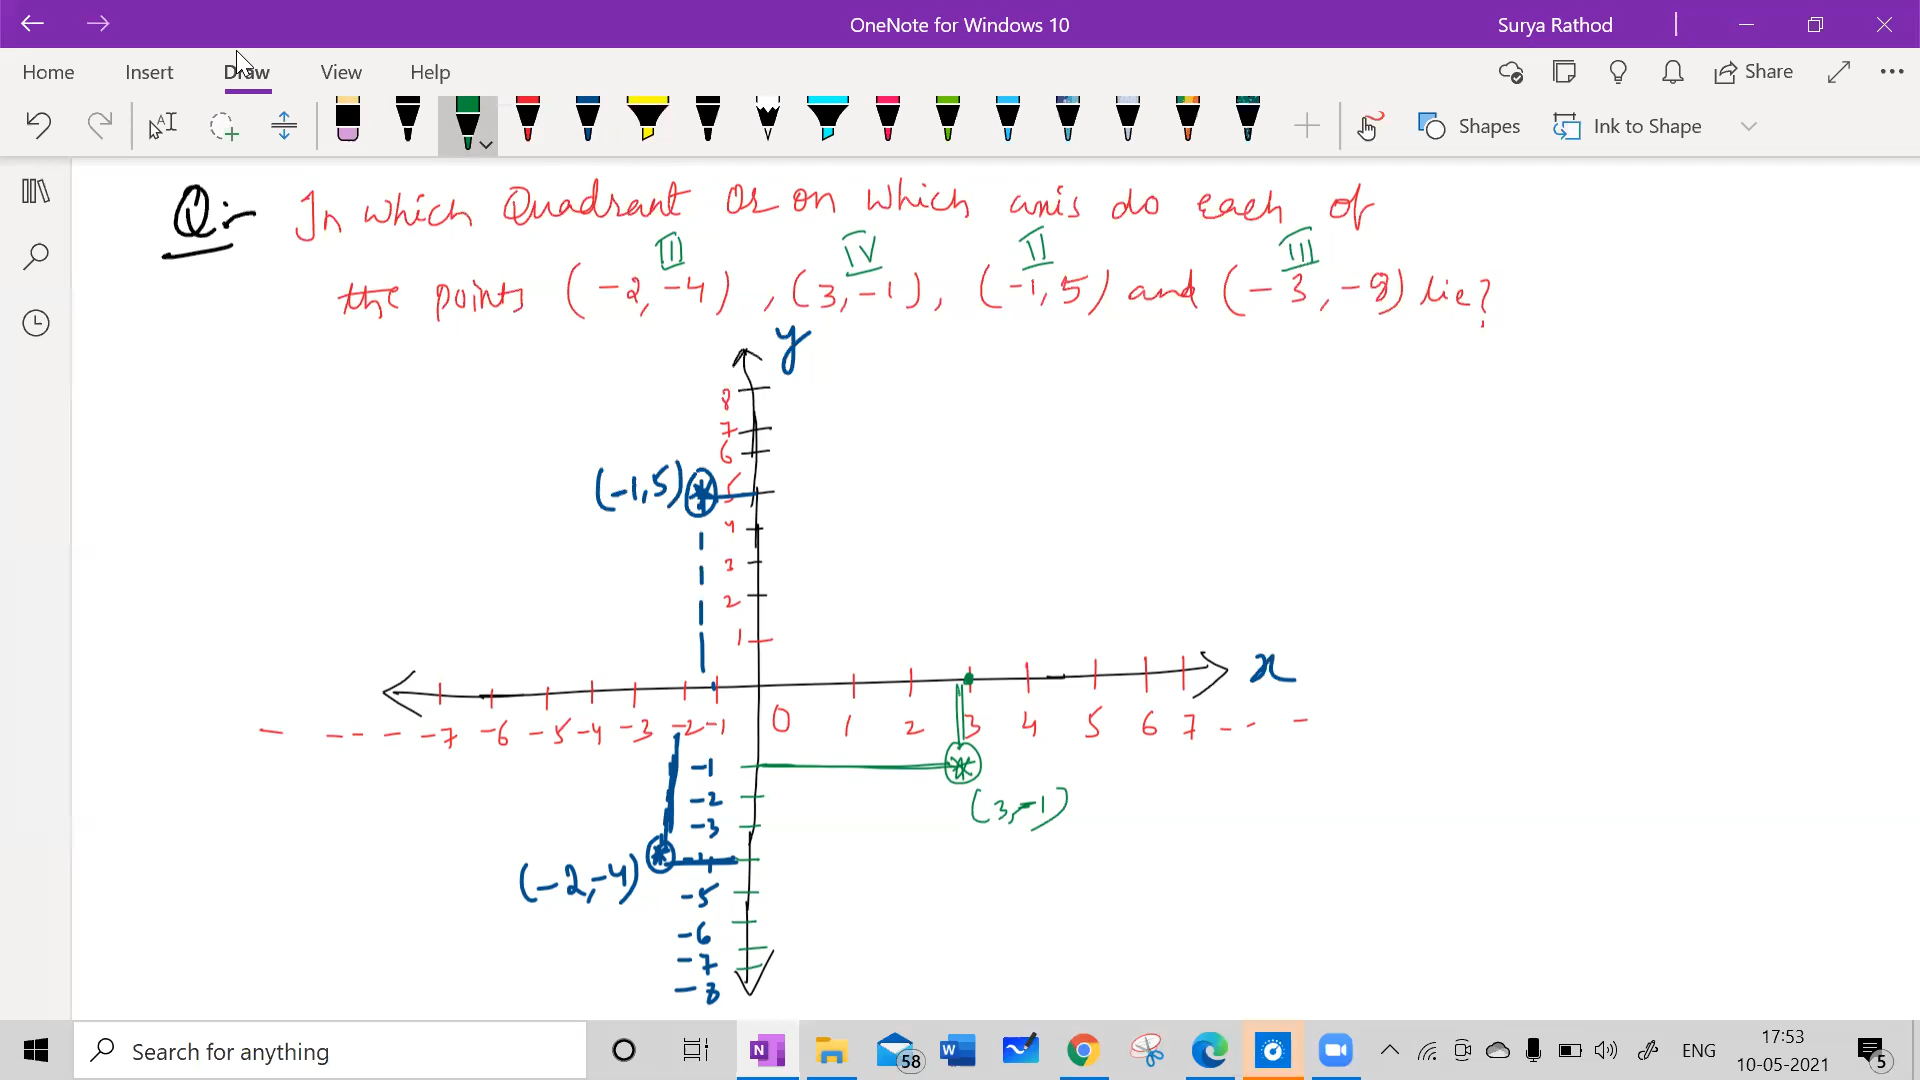 OneNote for Windows 10
Surya Rathod
Home Insert Draw View Help
Share
Shapes
Ink to Shape
Q:- In which Quadrant or on which axis do each of
II IV II III
the points (-2, -4), (3, -1), (-1, 5) and (-3, -8) lie?
y
8
7
6
(-1,5) 5
4
3
2
1
x
- - - - -7 -6 -5 -4 -3 -2 -1 0 1 2 3 4 5 6 7 - - -
-1
-2
(3,-1)
-3
-4
(-2,-4)
-5
-6
-7
-8
Search for anything
58
ENG
17:53
10-05-2021
5